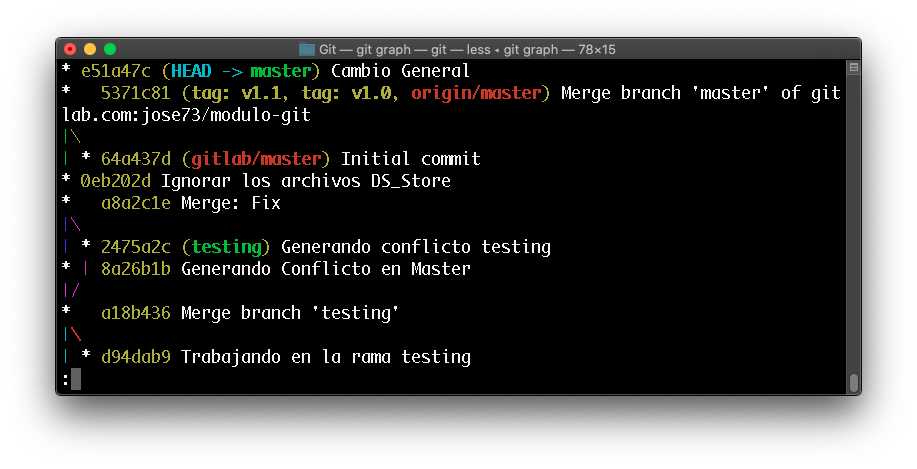 Git — git graph — git — less ◂ git graph — 78×15
* e51a47c (HEAD -> master) Cambio General
*   5371c81 (tag: v1.1, tag: v1.0, origin/master) Merge branch 'master' of git
lab.com:jose73/modulo-git
|\
| * 64a437d (gitlab/master) Initial commit
* 0eb202d Ignorar los archivos DS_Store
*   a8a2c1e Merge: Fix
|\
| * 2475a2c (testing) Generando conflicto testing
* | 8a26b1b Generando Conflicto en Master
|/
*   a18b436 Merge branch 'testing'
|\
| * d94dab9 Trabajando en la rama testing
: